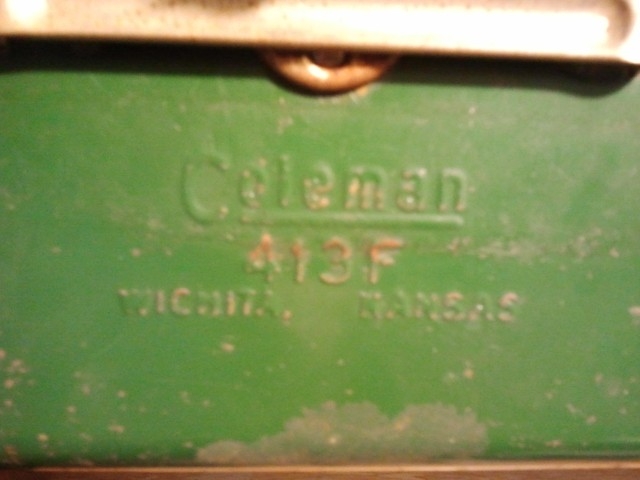 Coleman
413F
WICHITA, KANSAS